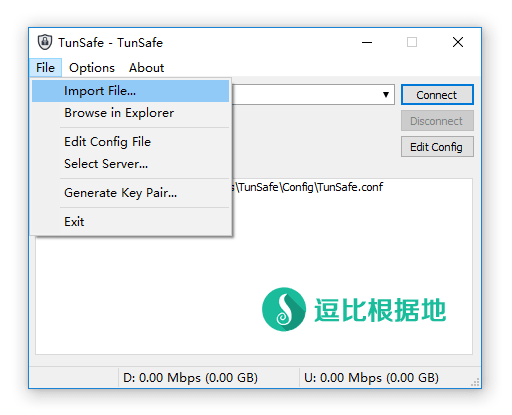 TunSafe - TunSafe
File Options About
Import File...
Browse in Explorer
Edit Config File
Select Server...
Generate Key Pair...
Exit
Connect
Disconnect
Edit Config
\TunSafe\Config\TunSafe.conf
逗比根据地
D: 0.00 Mbps (0.00 GB)
U: 0.00 Mbps (0.00 GB)